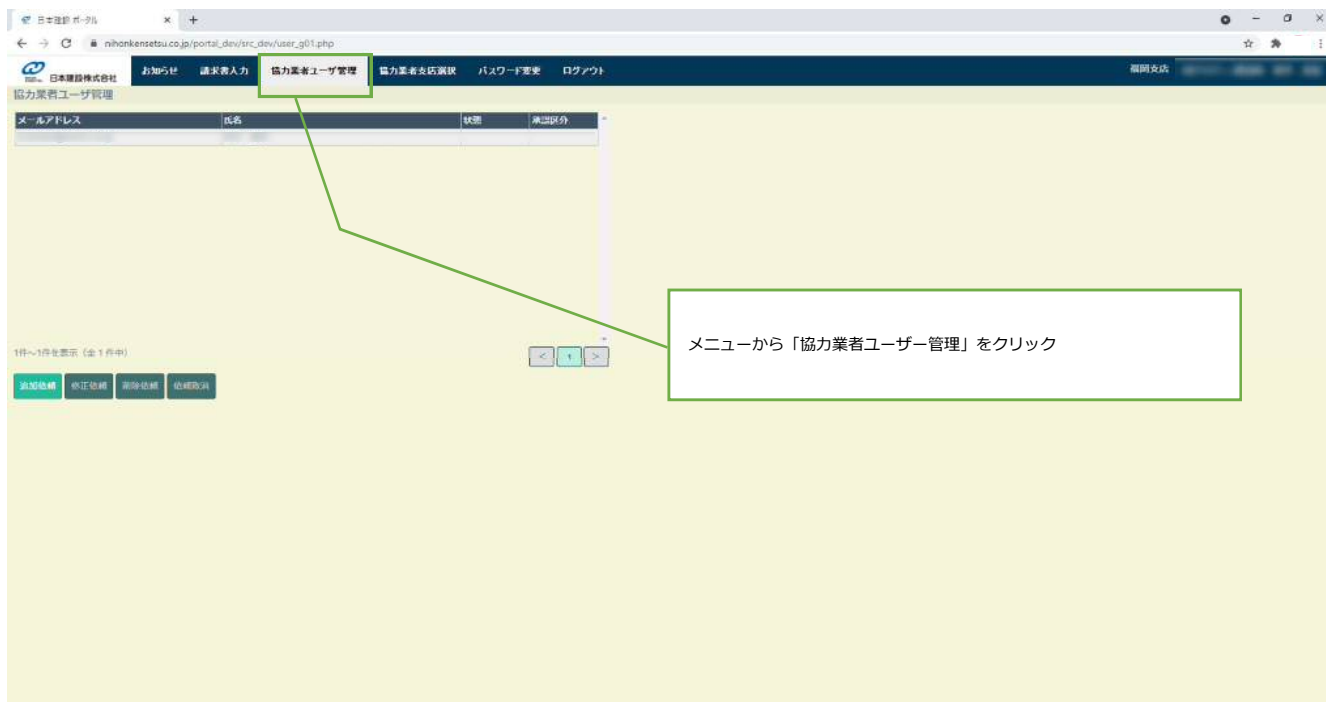 日本建設 ポータル × +
nihonkensetsu.co.jp/portal_dev/src_dev/user_g01.php
日本建設株式会社 お知らせ 請求書入力 協力業者ユーザ管理 協力業者支店選択 パスワード変更 ログアウト 福岡支店
協力業者ユーザ管理
メールアドレス 氏名 状態 承認区分
メニューから「協力業者ユーザー管理」をクリック
1件~1件を表示（全 1 件中） < 1 >
追加依頼 修正依頼 削除依頼 依頼取消